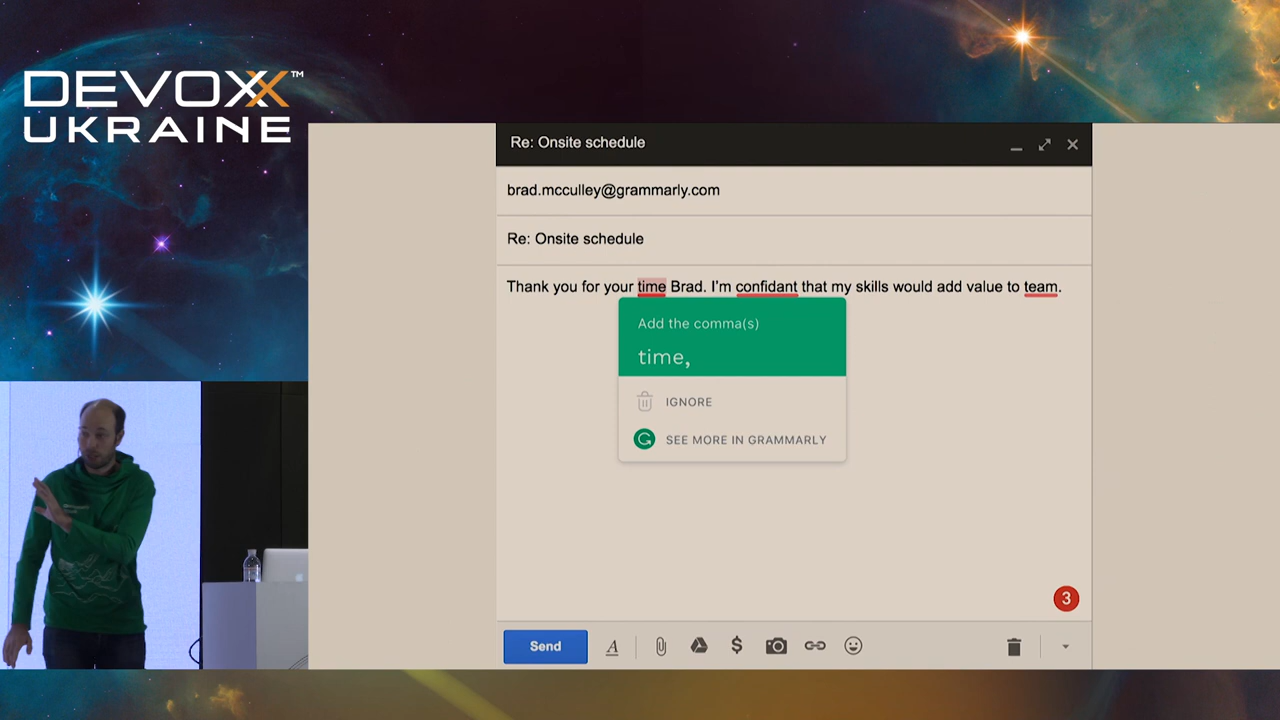 DEVOXX™
UKRAINE
Re: Onsite schedule
brad.mcculley@grammarly.com
Re: Onsite schedule
Thank you for your time Brad. I'm confidant that my skills would add value to team.
Add the comma(s)
time,
IGNORE
SEE MORE IN GRAMMARLY
3
Send
A
$